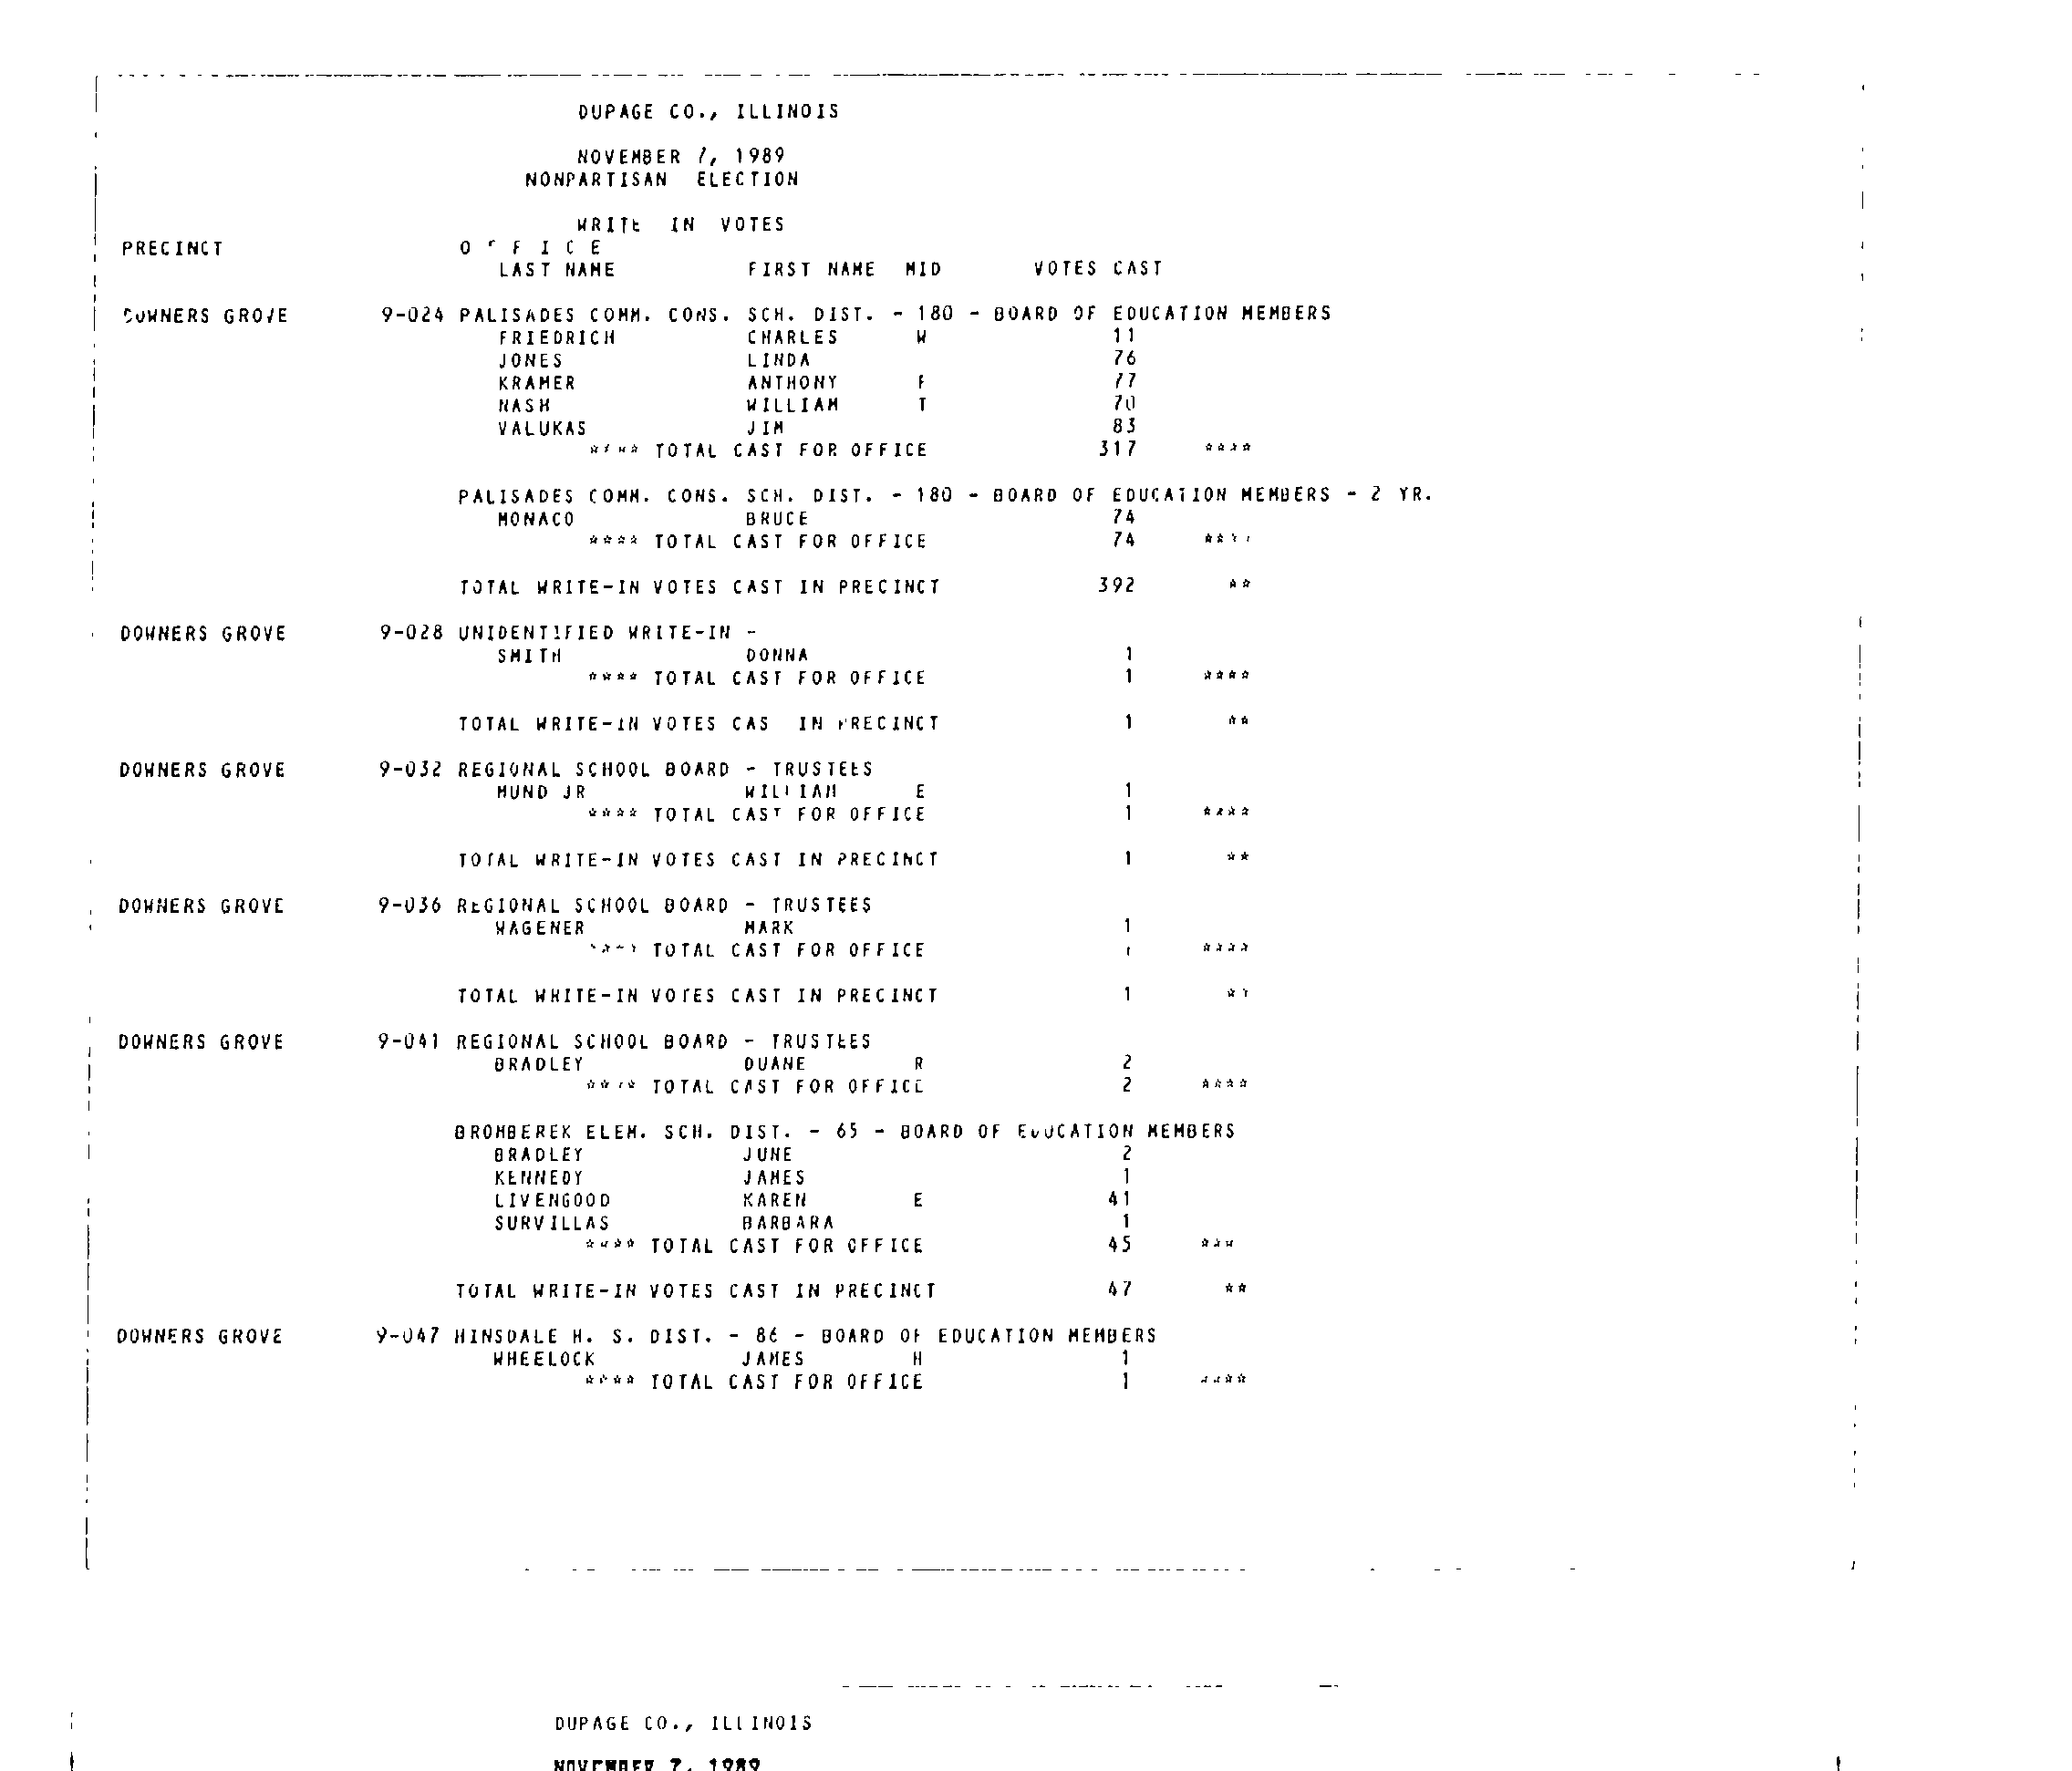 DUPAGE CO., ILLINOIS
NOVEMBER 7, 1989
NONPARTISAN ELECTION
WRITE IN VOTES
PRECINCT O F F I C E
LAST NAME FIRST NAME MID VOTES CAST
DOWNERS GROVE 9-024 PALISADES COMM. CONS. SCH. DIST. - 180 - BOARD OF EDUCATION MEMBERS
FRIEDRICH CHARLES W 11
JONES LINDA 76
KRAMER ANTHONY F 77
NASH WILLIAM T 70
VALUKAS JIM 83
**** TOTAL CAST FOR OFFICE 317 ****
PALISADES COMM. CONS. SCH. DIST. - 180 - BOARD OF EDUCATION MEMBERS - 2 YR.
MONACO BRUCE 74
**** TOTAL CAST FOR OFFICE 74 ****
TOTAL WRITE-IN VOTES CAST IN PRECINCT 392 **
DOWNERS GROVE 9-028 UNIDENTIFIED WRITE-IN -
SMITH DONNA 1
**** TOTAL CAST FOR OFFICE 1 ****
TOTAL WRITE-IN VOTES CAS IN PRECINCT 1 **
DOWNERS GROVE 9-032 REGIONAL SCHOOL BOARD - TRUSTEES
MUND JR WILLIAM E 1
**** TOTAL CAST FOR OFFICE 1 ****
TOTAL WRITE-IN VOTES CAST IN PRECINCT 1 **
DOWNERS GROVE 9-036 REGIONAL SCHOOL BOARD - TRUSTEES
WAGENER MARK 1
**** TOTAL CAST FOR OFFICE 1 ****
TOTAL WRITE-IN VOTES CAST IN PRECINCT 1 **
DOWNERS GROVE 9-041 REGIONAL SCHOOL BOARD - TRUSTEES
BRADLEY DUANE R 2
**** TOTAL CAST FOR OFFICE 2 ****
BROMBEREK ELEM. SCH. DIST. - 65 - BOARD OF EDUCATION MEMBERS
BRADLEY JUNE 2
KENNEDY JAMES 1
LIVENGOOD KAREN E 41
SURVILLAS BARBARA 1
**** TOTAL CAST FOR OFFICE 45 ***
TOTAL WRITE-IN VOTES CAST IN PRECINCT 47 **
DOWNERS GROVE 9-047 HINSDALE H. S. DIST. - 86 - BOARD OF EDUCATION MEMBERS
WHEELOCK JAMES H 1
**** TOTAL CAST FOR OFFICE 1 ****
DUPAGE CO., ILLINOIS
NOVEMBER 7, 1989